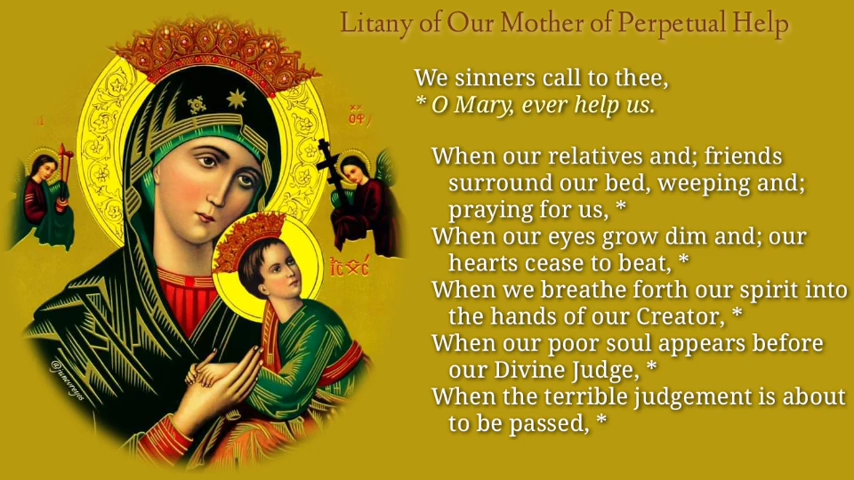 Litany of Our Mother of Perpetual Help
We sinners call to thee,
* O Mary, ever help us.
When our relatives and; friends
surround our bed, weeping and;
praying for us, *
When our eyes grow dim and; our
hearts cease to beat, *
When we breathe forth our spirit into
the hands of our Creator, *
When our poor soul appears before
our Divine Judge, *
When the terrible judgement is about
to be passed, *